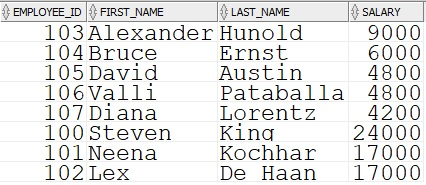 EMPLOYEE_ID FIRST_NAME LAST_NAME SALARY
103 Alexander Hunold 9000
104 Bruce Ernst 6000
105 David Austin 4800
106 Valli Pataballa 4800
107 Diana Lorentz 4200
100 Steven King 24000
101 Neena Kochhar 17000
102 Lex De Haan 17000